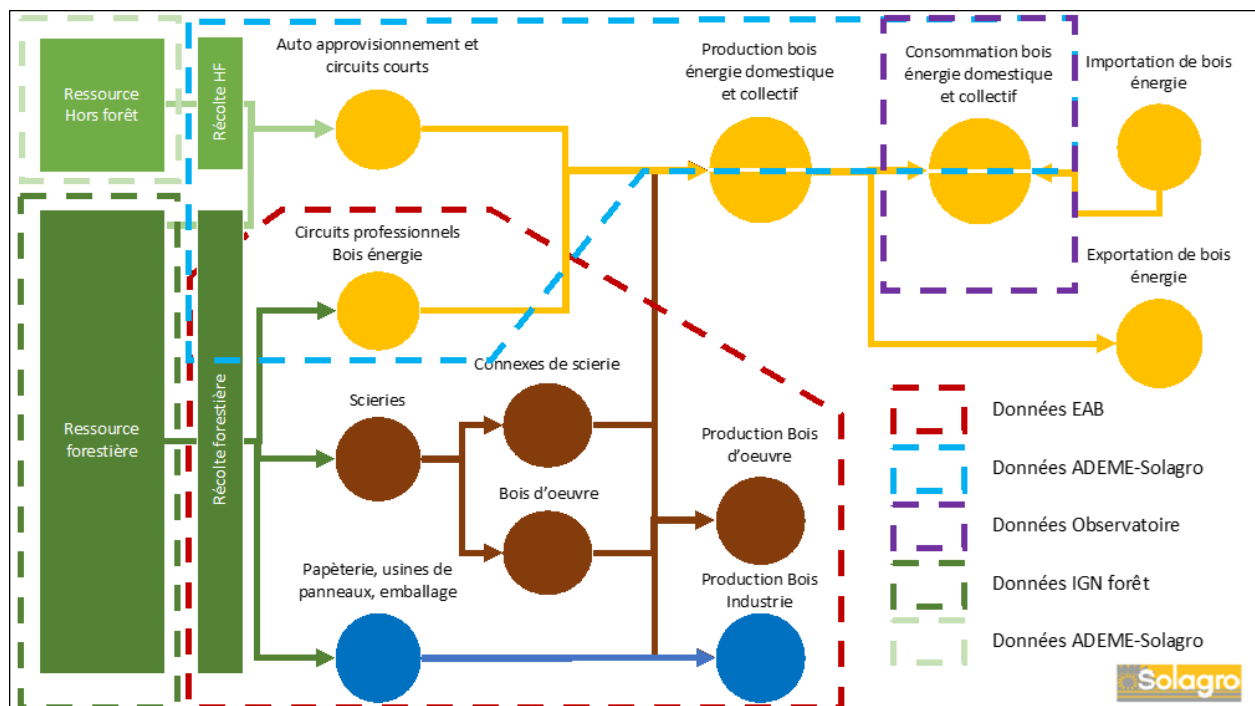 Ressource
Hors forêt
Récolte HF
Auto approvisionnement et
circuits courts
Production bois
énergie domestique
et collectif
Consommation bois
énergie domestique
et collectif
Importation de bois
énergie
Ressource
forestière
Récolte forestière
Circuits professionnels
Bois énergie
Exportation de bois
énergie
Connexes de scierie
Scieries
Bois d’oeuvre
Production Bois
d’oeuvre
Papèterie, usines de
panneaux, emballage
Production Bois
Industrie
Données EAB
Données ADEME-Solagro
Données Observatoire
Données IGN forêt
Données ADEME-Solagro
Solagro